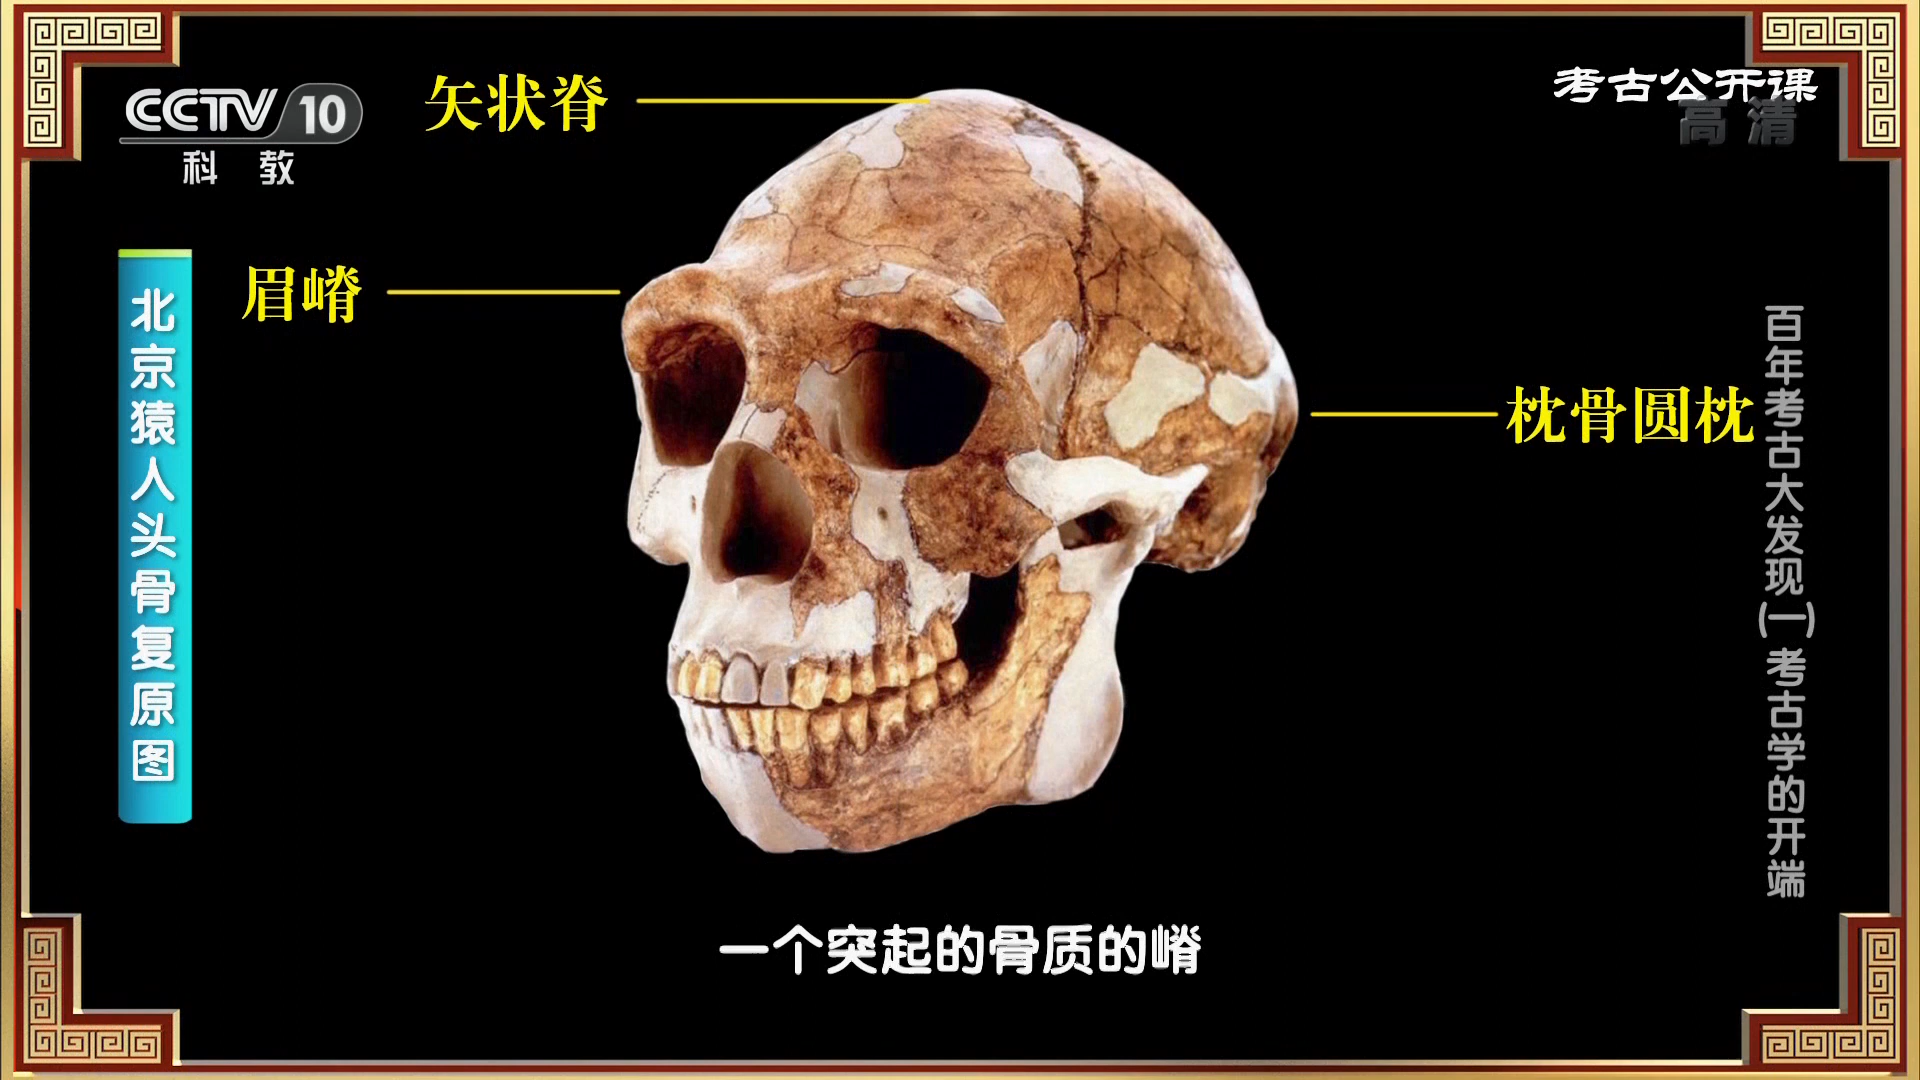 CCTV 10
科 教
考古公开课
高清
矢状脊
眉嵴
枕骨圆枕
北京猿人头骨复原图
百年考古大发现(一)考古学的开端
一个突起的骨质的嵴